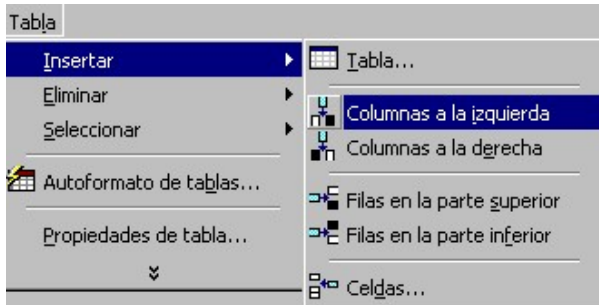 Tabla
Insertar
Eliminar
Seleccionar
Autoformato de tablas...
Propiedades de tabla...
Tabla...
Columnas a la izquierda
Columnas a la derecha
Filas en la parte superior
Filas en la parte inferior
Celdas...